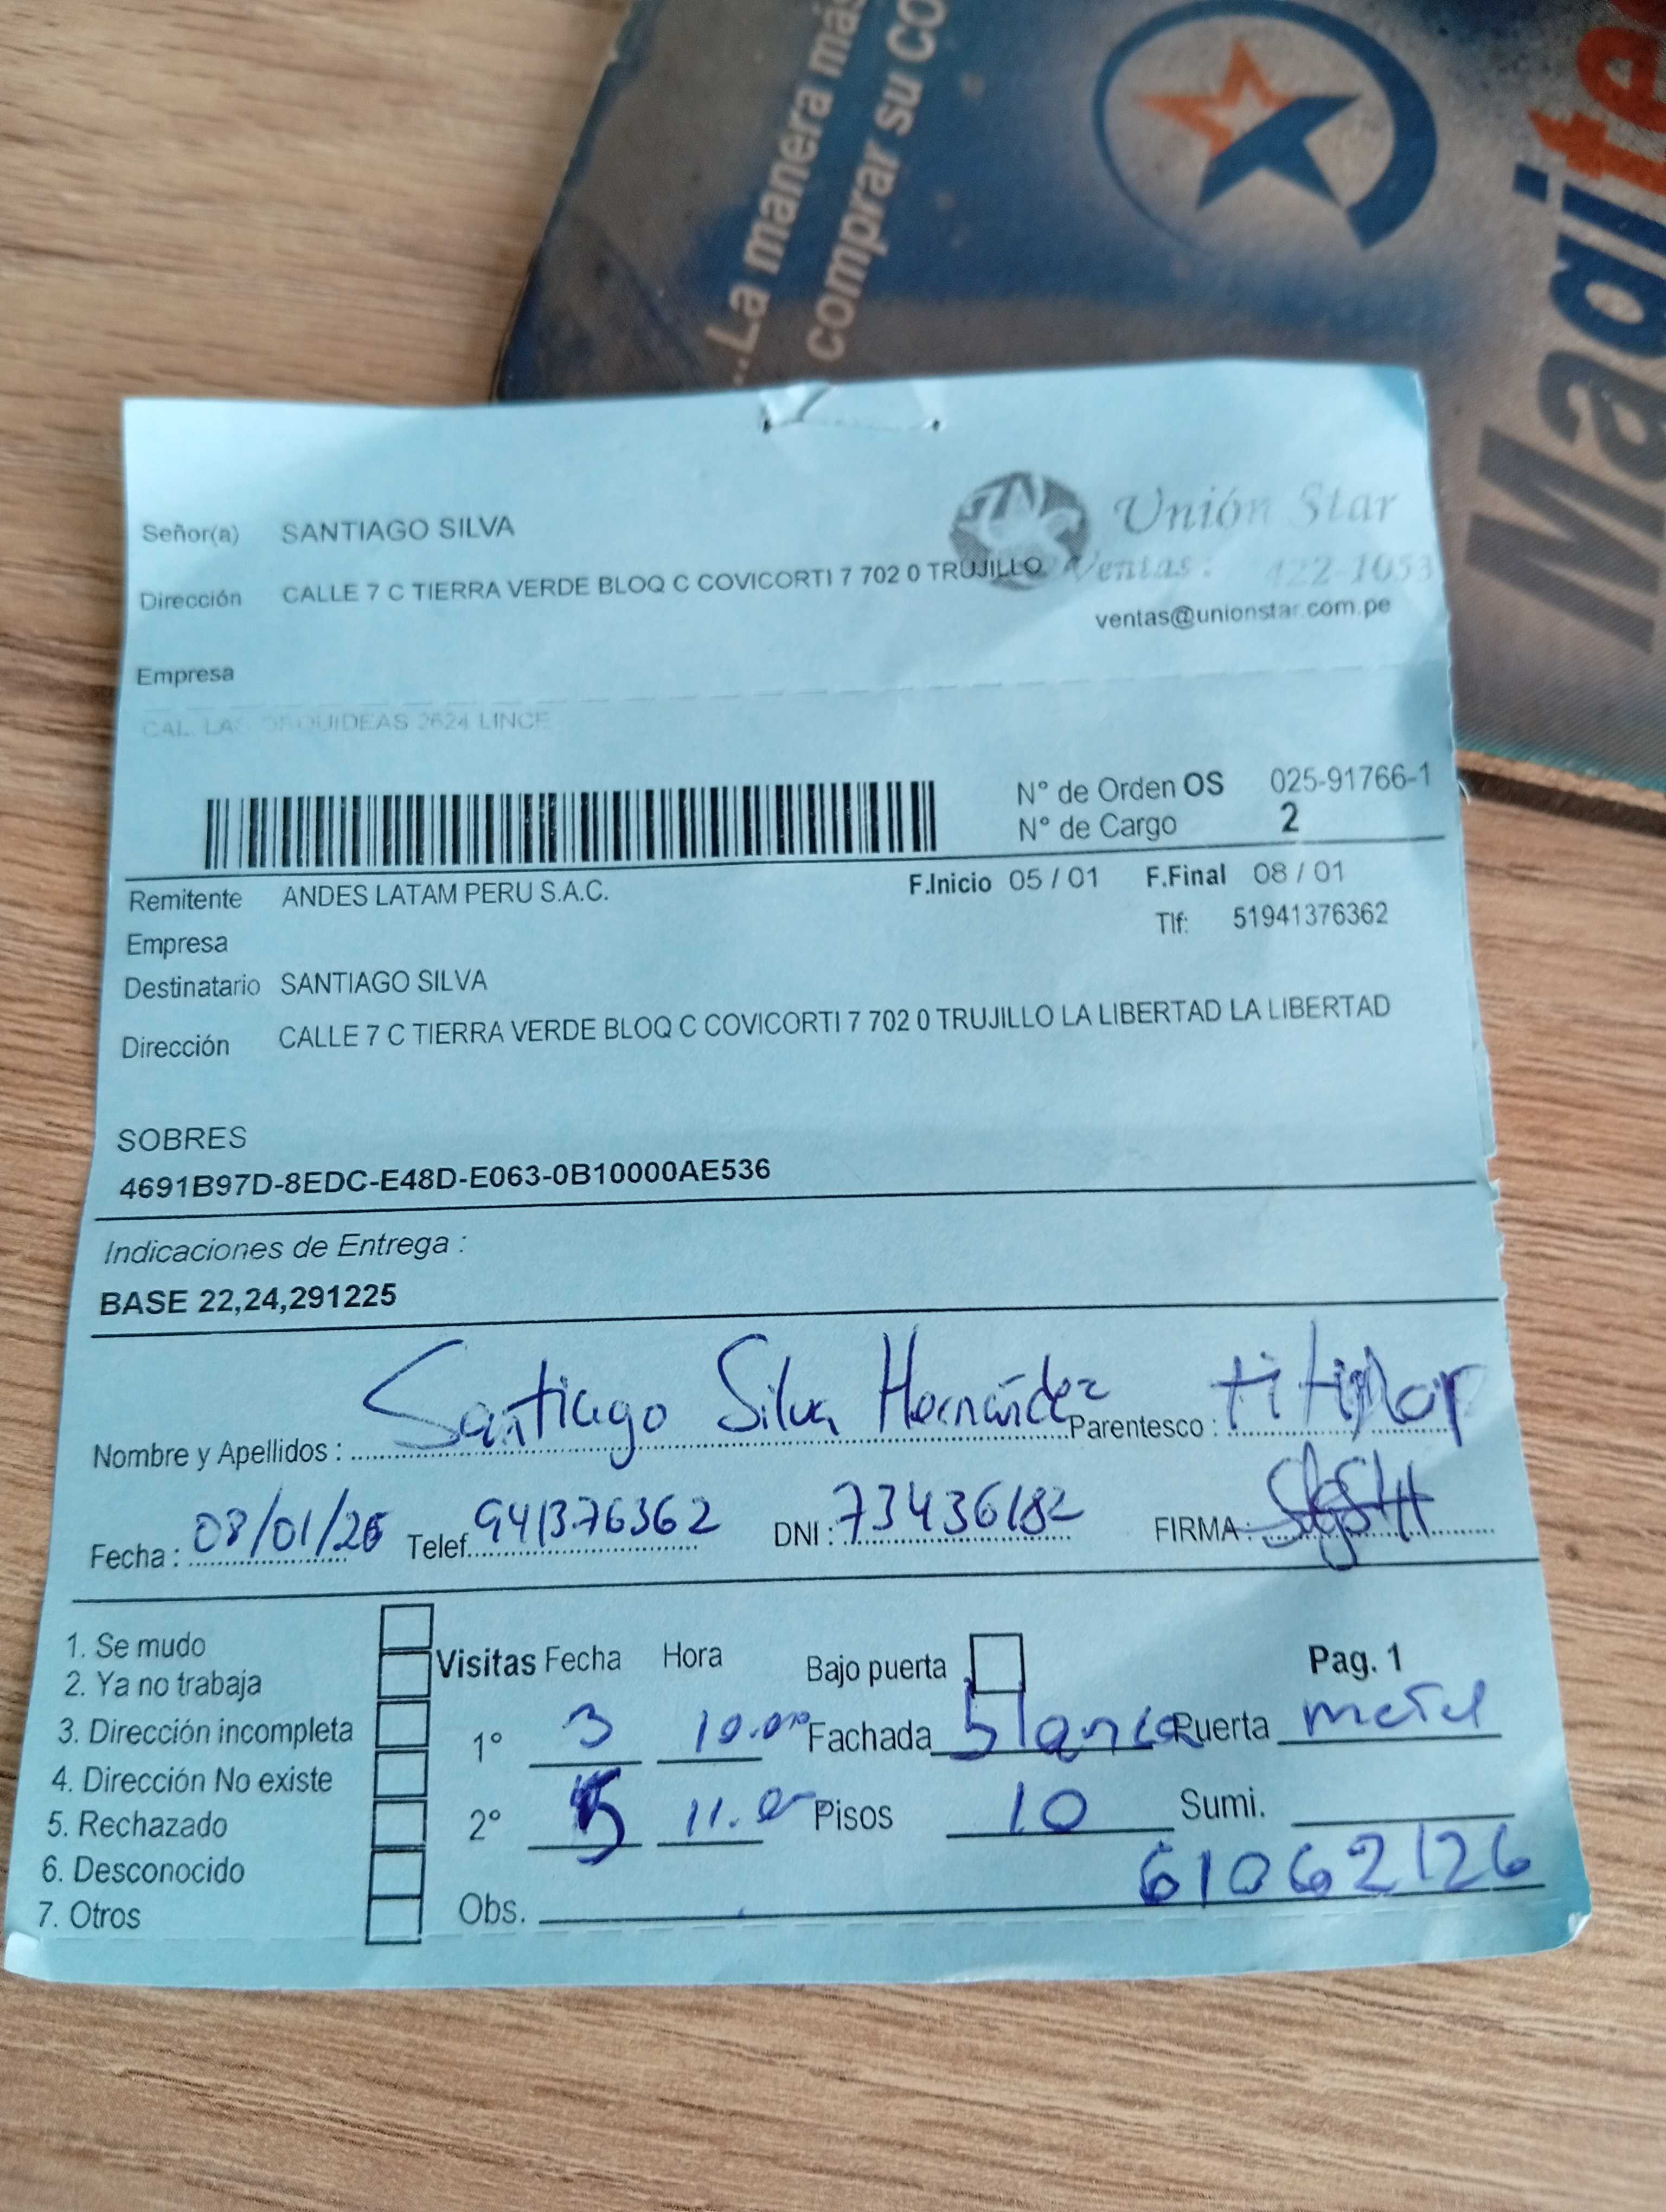 ...La manera más
comprar su CO
Madite
Unión Star
Señor(a) SANTIAGO SILVA
Ventas: 422-1053
Dirección CALLE 7 C TIERRA VERDE BLOQ C COVICORTI 7 702 0 TRUJILLO
ventas@unionstar.com.pe
Empresa
CAL. LAS ORQUIDEAS 2624 LINCE
N° de Orden OS 025-91766-1
N° de Cargo 2
Remitente ANDES LATAM PERU S.A.C. F.Inicio 05 / 01 F.Final 08 / 01
Empresa Tlf: 51941376362
Destinatario SANTIAGO SILVA
Dirección CALLE 7 C TIERRA VERDE BLOQ C COVICORTI 7 702 0 TRUJILLO LA LIBERTAD LA LIBERTAD
SOBRES
4691B97D-8EDC-E48D-E063-0B10000AE536
Indicaciones de Entrega :
BASE 22,24,291225
Nombre y Apellidos : Santiago Silva Hernández Parentesco : titular
Fecha : 08/01/26 Telef. 941376362 DNI : 73436182 FIRMA :
1. Se mudo
2. Ya no trabaja
3. Dirección incompleta
4. Dirección No existe
5. Rechazado
6. Desconocido
7. Otros
Visitas Fecha Hora Bajo puerta Pag. 1
1° 3 10.00 Fachada blanca Puerta metal
2° 5 11.00 Pisos 10 Sumi.
61062126
Obs.